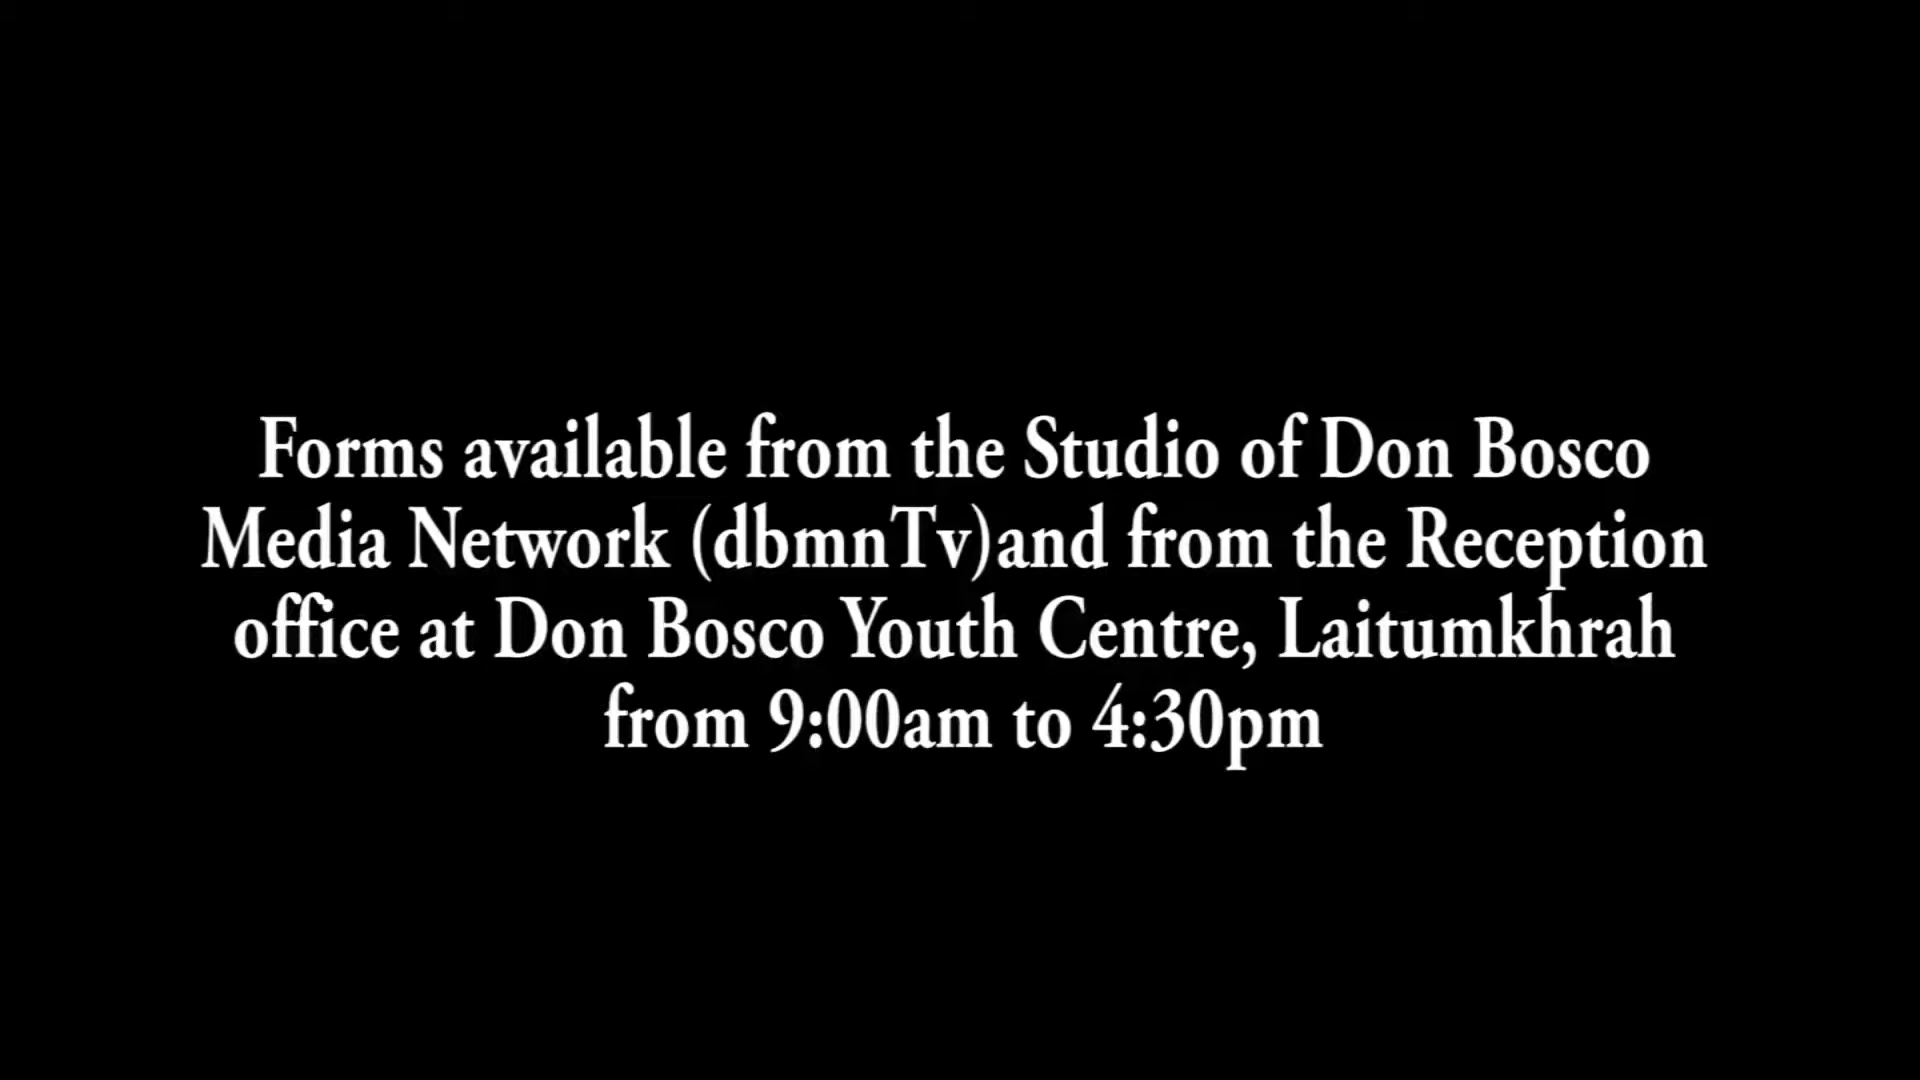 Forms available from the Studio of Don Bosco
Media Network (dbmnTv)and from the Reception
office at Don Bosco Youth Centre, Laitumkhrah
from 9:00am to 4:30pm